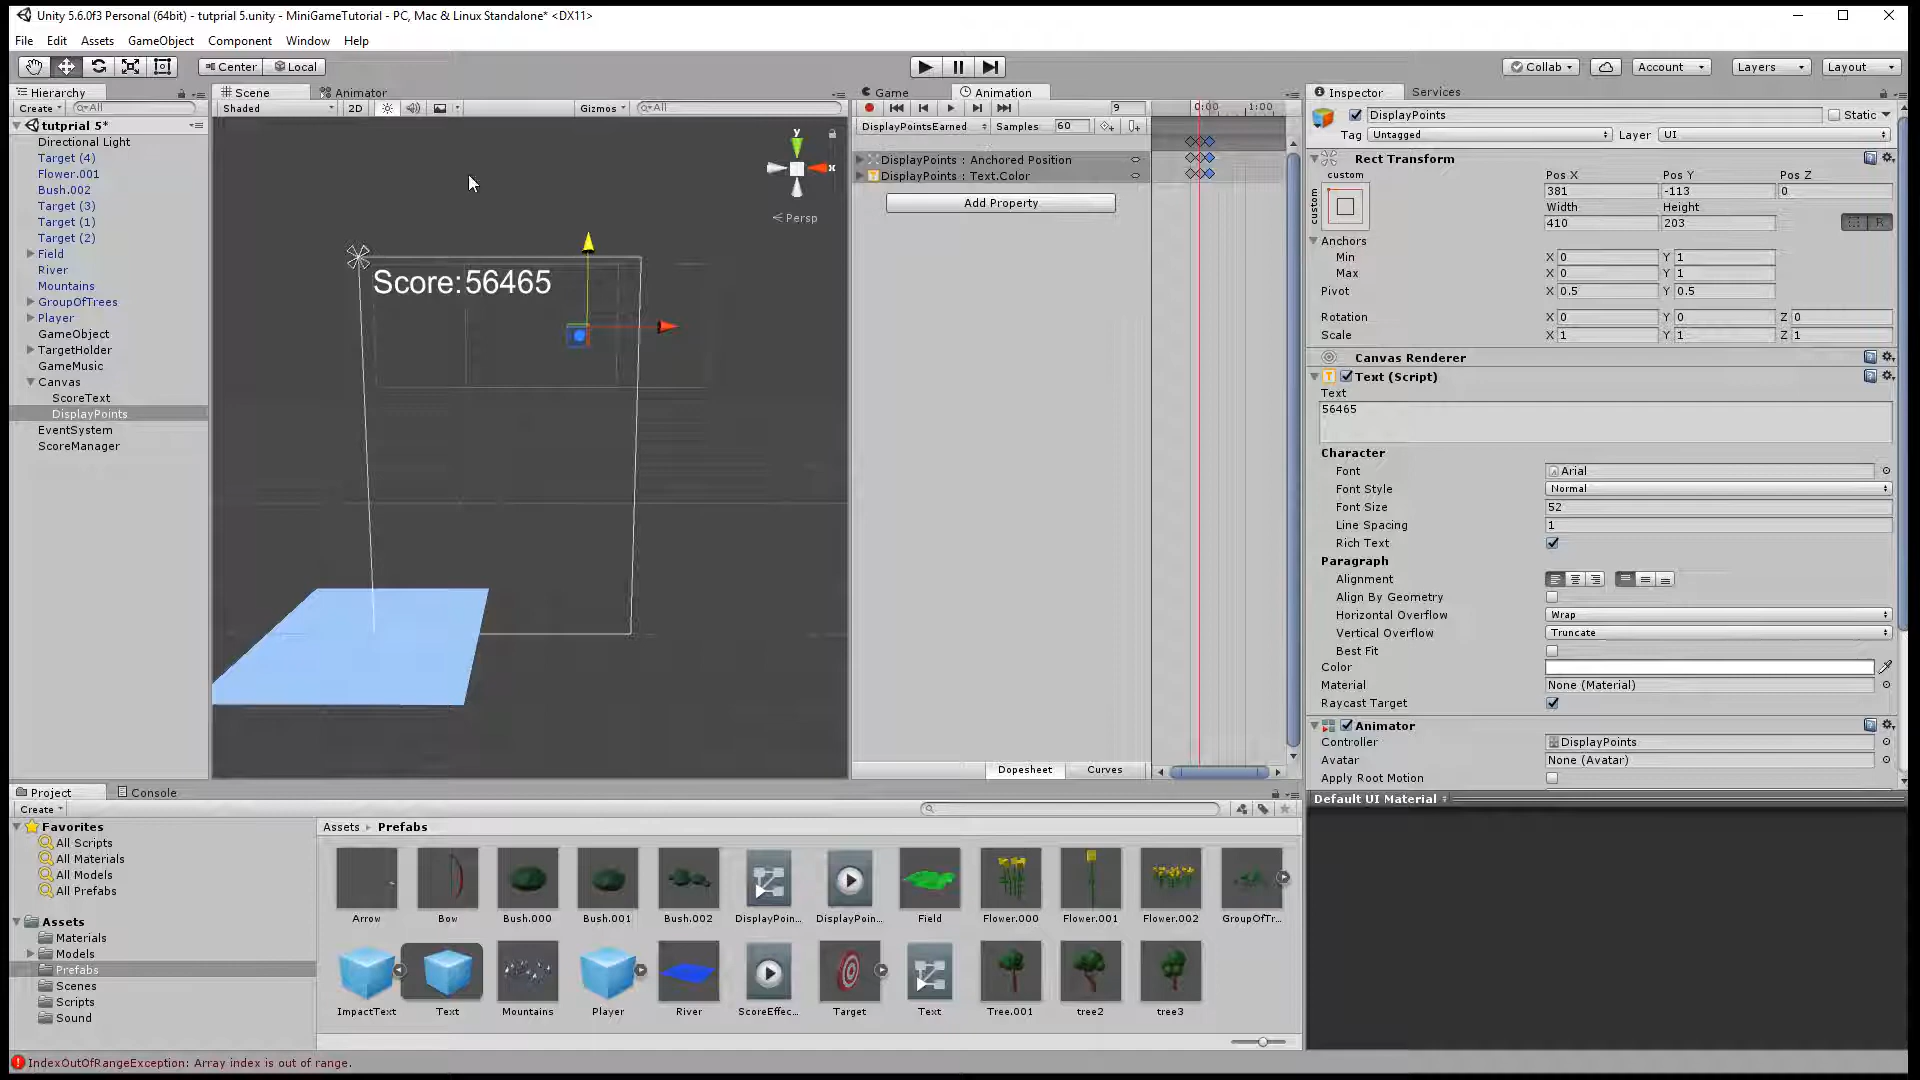 Unity 5.6.0f3 Personal (64bit) - tutprial 5.unity - MiniGameTutorial - PC, Mac & Linux Standalone* <DX11>
File Edit Assets GameObject Component Window Help
Center Local Collab Account Layers Layout
Hierarchy
Create All
tutprial 5*
Directional Light
Target (4)
Flower.001
Bush.002
Target (3)
Target (1)
Target (2)
Field
River
Mountains
GroupOfTrees
Player
GameObject
TargetHolder
GameMusic
Canvas
ScoreText
DisplayPoints
EventSystem
ScoreManager
Scene Animator
Shaded 2D Gizmos All
y
x
Persp
Score:56465
Game Animation
9 0:00 1:00
DisplayPointsEarned Samples 60
DisplayPoints : Anchored Position
DisplayPoints : Text.Color
Add Property
Dopesheet Curves
Inspector Services
DisplayPoints Static
Tag Untagged Layer UI
Rect Transform
custom
custom
Pos X Pos Y Pos Z
381 -113 0
Width Height
410 203 R
Anchors
Min X 0 Y 1
Max X 0 Y 1
Pivot X 0.5 Y 0.5
Rotation X 0 Y 0 Z 0
Scale X 1 Y 1 Z 1
Canvas Renderer
Text (Script)
Text
56465
Character
Font Arial
Font Style Normal
Font Size 52
Line Spacing 1
Rich Text
Paragraph
Alignment
Align By Geometry
Horizontal Overflow Wrap
Vertical Overflow Truncate
Best Fit
Color
Material None (Material)
Raycast Target
Animator
Controller DisplayPoints
Avatar None (Avatar)
Apply Root Motion
Default UI Material
Project Console
Create
Favorites
All Scripts
All Materials
All Models
All Prefabs
Assets
Materials
Models
Prefabs
Scenes
Scripts
Sound
Assets Prefabs
Arrow Bow Bush.000 Bush.001 Bush.002 DisplayPoin... DisplayPoin... Field Flower.000 Flower.001 Flower.002 GroupOfTr...
ImpactText Text Mountains Player River ScoreEffec... Target Text Tree.001 tree2 tree3
IndexOutOfRangeException: Array index is out of range.